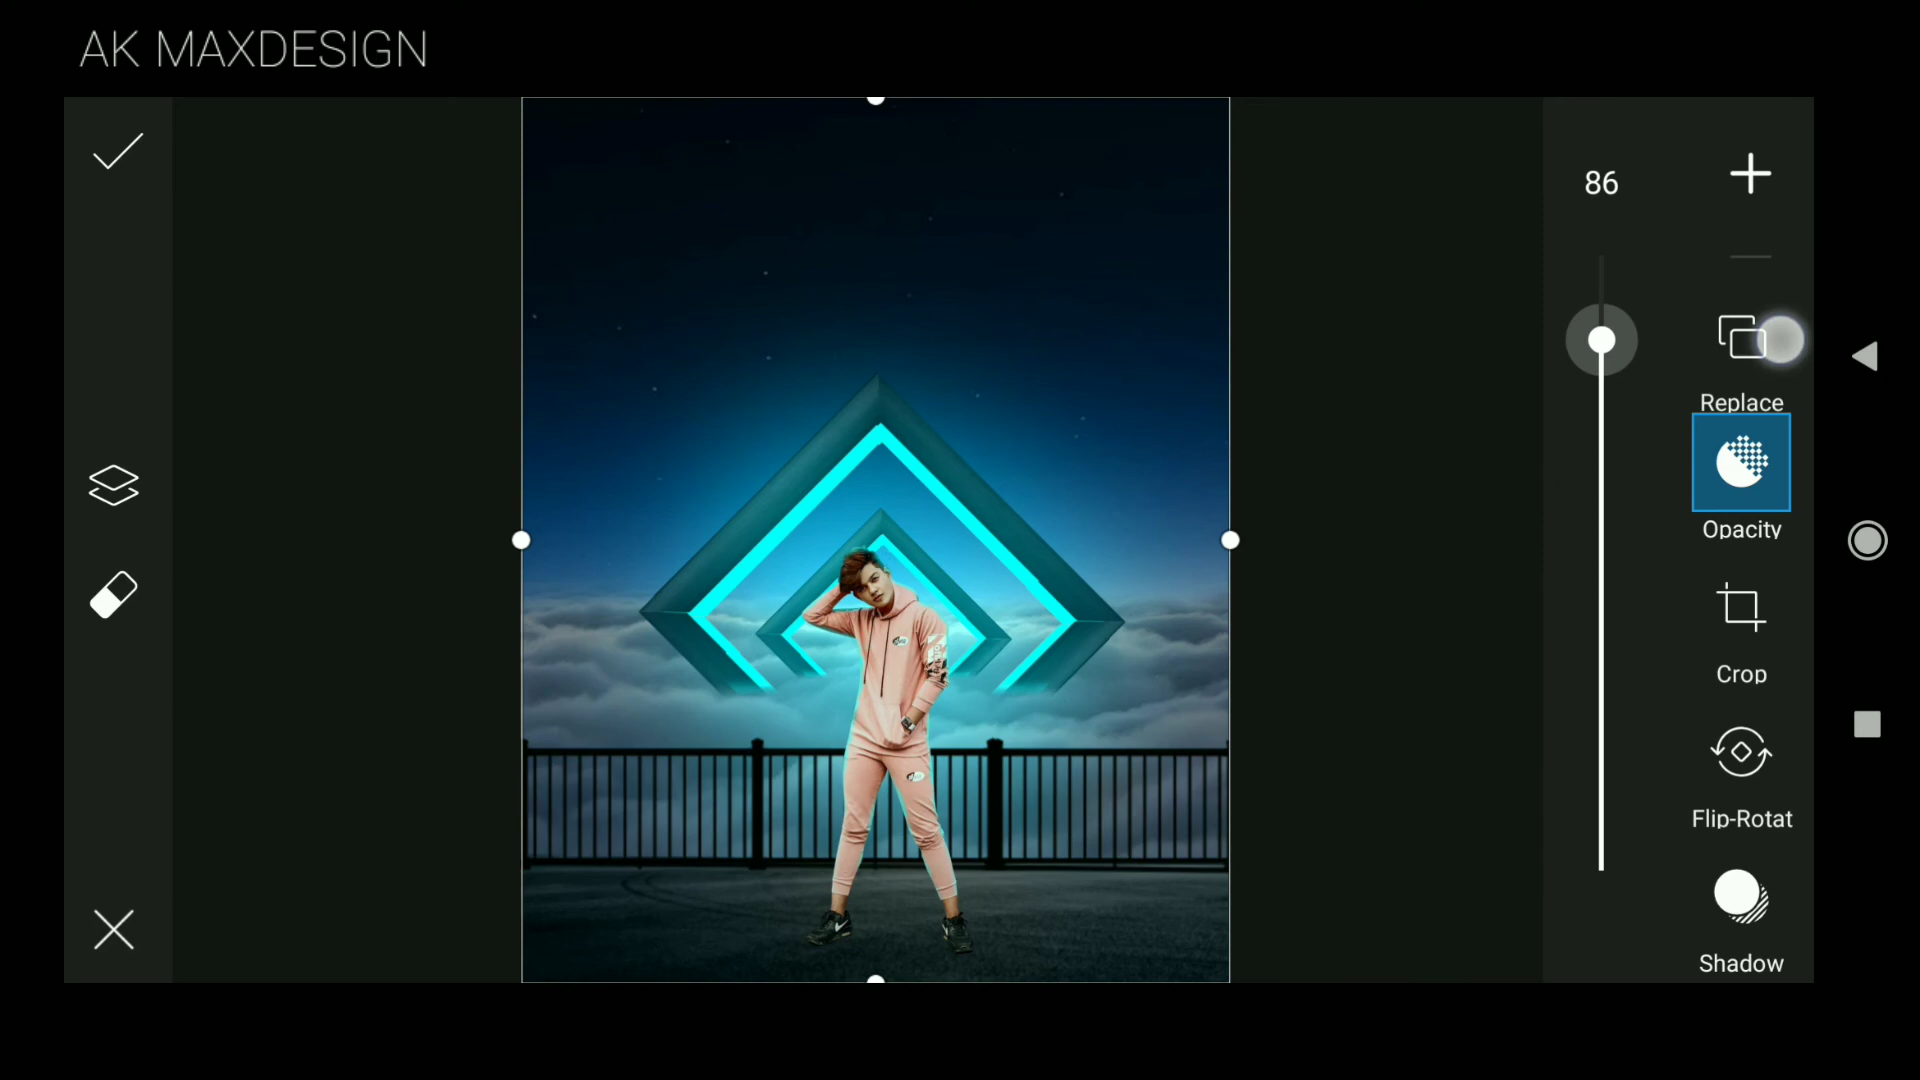 AK MAXDESIGN
86
Replace
Opacity
Crop
Flip-Rotat
Shadow